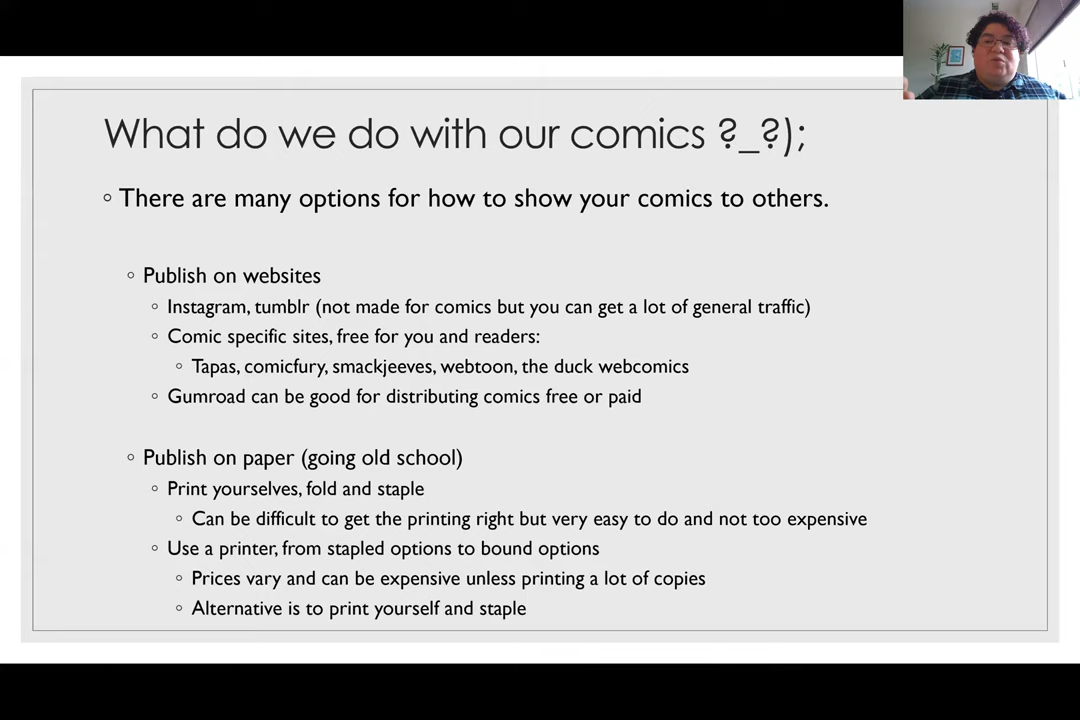 What do we do with our comics ?_?);
There are many options for how to show your comics to others.
Publish on websites
Instagram, tumblr (not made for comics but you can get a lot of general traffic)
Comic specific sites, free for you and readers:
Tapas, comicfury, smackjeeves, webtoon, the duck webcomics
Gumroad can be good for distributing comics free or paid
Publish on paper (going old school)
Print yourselves, fold and staple
Can be difficult to get the printing right but very easy to do and not too expensive
Use a printer, from stapled options to bound options
Prices vary and can be expensive unless printing a lot of copies
Alternative is to print yourself and staple